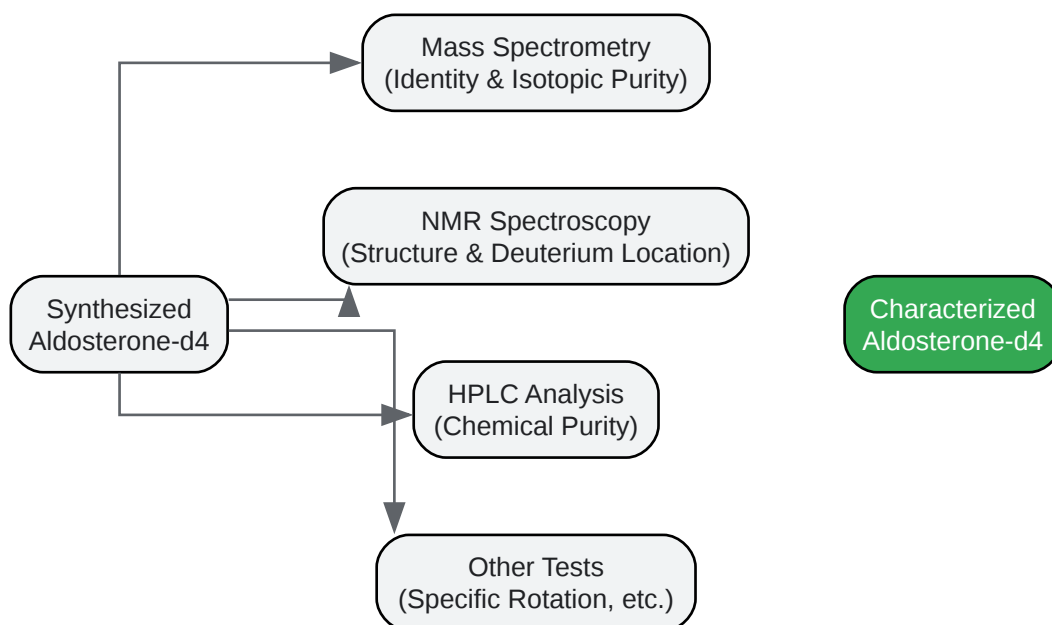 Mass Spectrometry
(Identity & Isotopic Purity)
NMR Spectroscopy
(Structure & Deuterium Location)
Synthesized
Aldosterone-d4
Characterized
Aldosterone-d4
HPLC Analysis
(Chemical Purity)
Other Tests
(Specific Rotation, etc.)